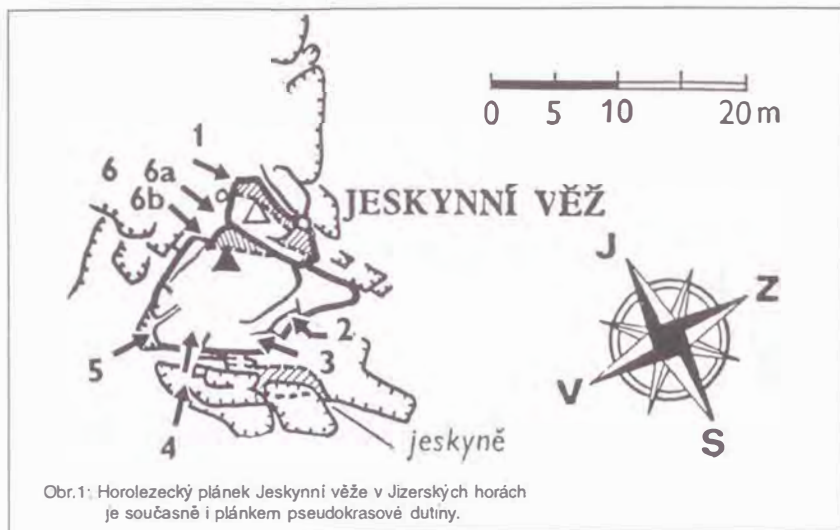 0 5 10 20 m
1
6 6a
6b
JESKYNNÍ VĚŽ
J
Z
V
S
2
3
5
4
jeskyně
Obr.1: Horolezecký plánek Jeskynní věže v Jizerských horách
je současně i plánkem pseudokrasové dutiny.